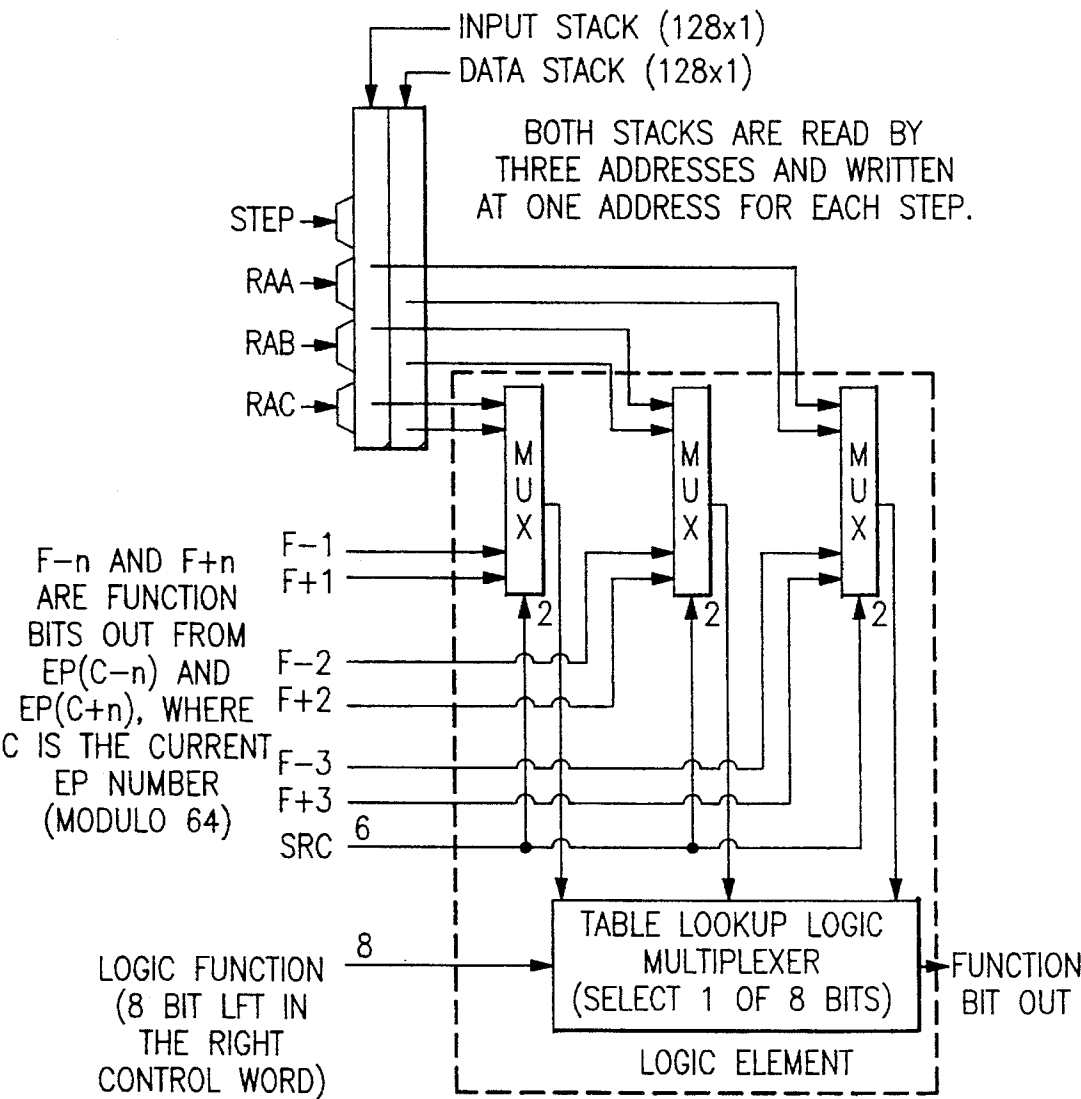 INPUT STACK (128x1)
DATA STACK (128x1)
BOTH STACKS ARE READ BY
THREE ADDRESSES AND WRITTEN
AT ONE ADDRESS FOR EACH STEP.
STEP
RAA
RAB
RAC
MUX
MUX
MUX
F-n AND F+n
ARE FUNCTION
BITS OUT FROM
EP(C-n) AND
EP(C+n), WHERE
C IS THE CURRENT
EP NUMBER
(MODULO 64)
F-1
F+1
2
2
2
F-2
F+2
F-3
F+3
SRC
6
8
LOGIC FUNCTION
(8 BIT LFT IN
THE RIGHT
CONTROL WORD)
TABLE LOOKUP LOGIC
MULTIPLEXER
(SELECT 1 OF 8 BITS)
LOGIC ELEMENT
FUNCTION
BIT OUT